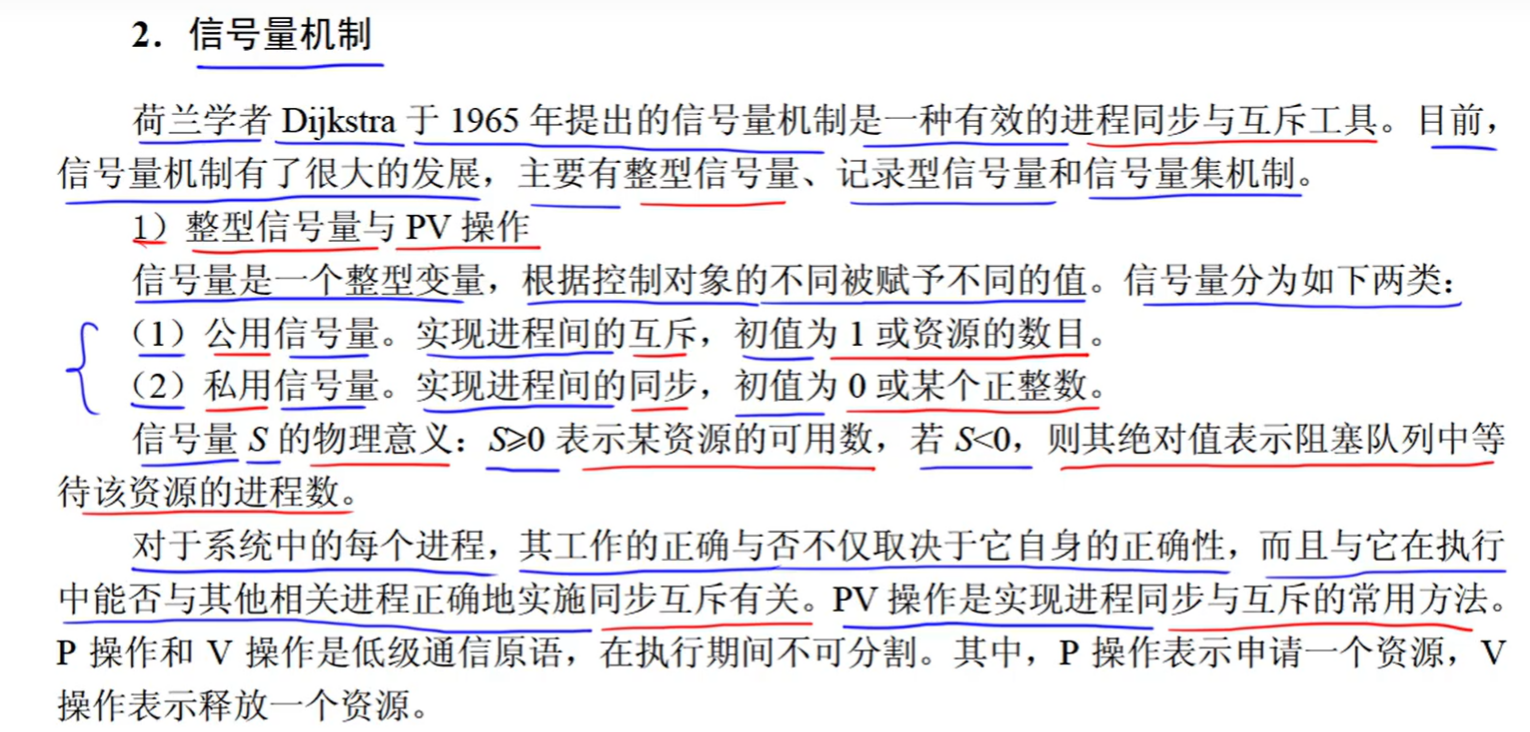 2．信号量机制
荷兰学者 Dijkstra 于 1965 年提出的信号量机制是一种有效的进程同步与互斥工具。目前，
信号量机制有了很大的发展，主要有整型信号量、记录型信号量和信号量集机制。
1）整型信号量与 PV 操作
信号量是一个整型变量，根据控制对象的不同被赋予不同的值。信号量分为如下两类：
（1）公用信号量。实现进程间的互斥，初值为 1 或资源的数目。
（2）私用信号量。实现进程间的同步，初值为 0 或某个正整数。
信号量 S 的物理意义：S≥0 表示某资源的可用数，若 S<0，则其绝对值表示阻塞队列中等
待该资源的进程数。
对于系统中的每个进程，其工作的正确与否不仅取决于它自身的正确性，而且与它在执行
中能否与其他相关进程正确地实施同步互斥有关。PV 操作是实现进程同步与互斥的常用方法。
P 操作和 V 操作是低级通信原语，在执行期间不可分割。其中，P 操作表示申请一个资源，V
操作表示释放一个资源。